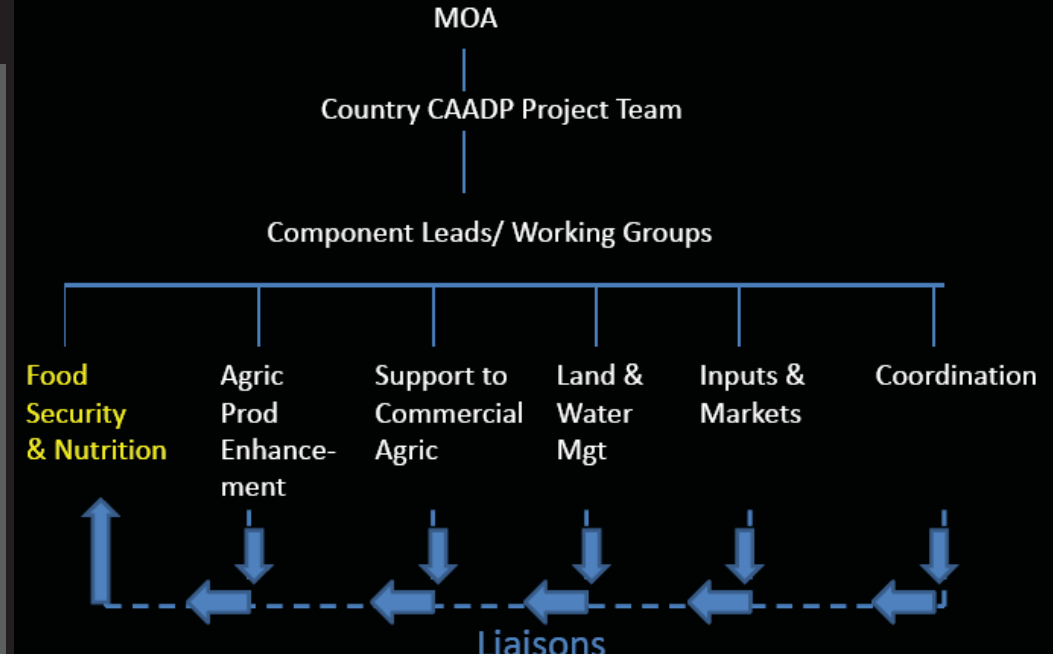 MOA
Country CAADP Project Team
Component Leads/ Working Groups
Food
Security
& Nutrition
Agric
Prod
Enhance-
ment
Support to
Commercial
Agric
Land &
Water
Mgt
Inputs &
Markets
Coordination
Liaisons